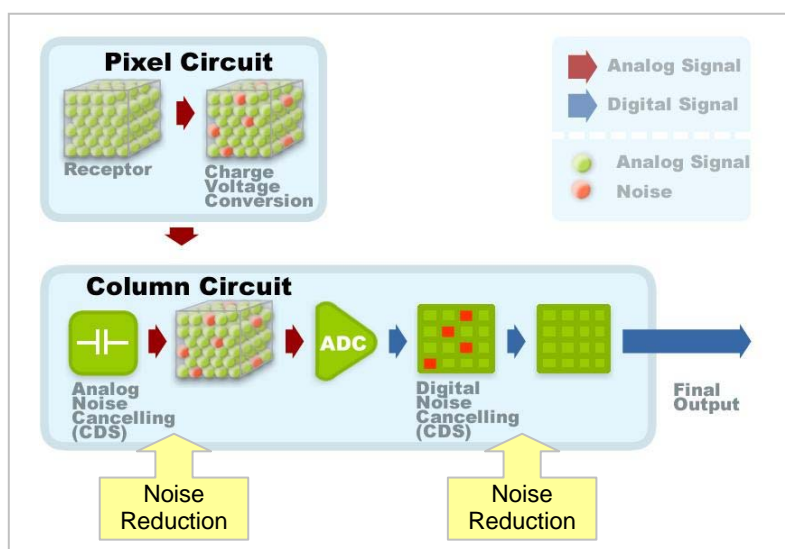 Pixel Circuit
Receptor
Charge
Voltage
Conversion
Analog Signal
Digital Signal
Analog Signal
Noise
Column Circuit
ADC
Analog
Noise
Cancelling
(CDS)
Digital
Noise
Cancelling
(CDS)
Final
Output
Noise
Reduction
Noise
Reduction